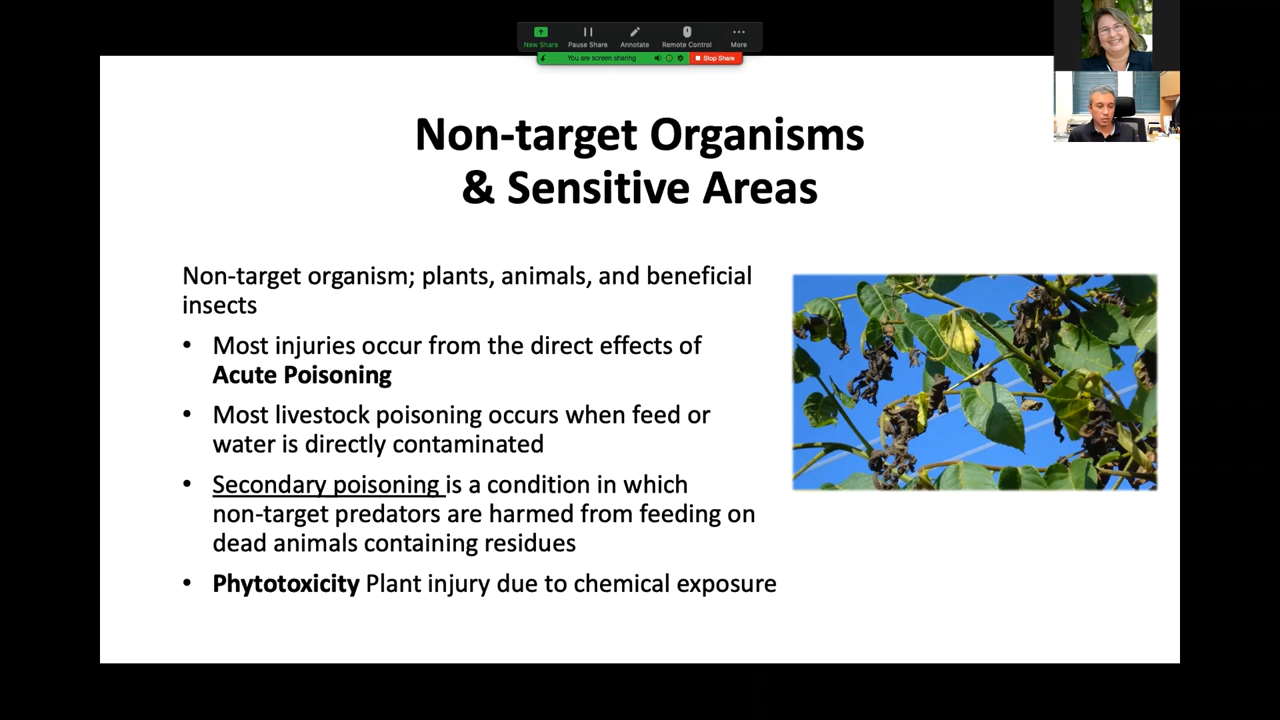 New Share
Pause Share
Annotate
Remote Control
More
You are screen sharing
Stop Share
Non-target Organisms
& Sensitive Areas
Non-target organism; plants, animals, and beneficial
insects
• Most injuries occur from the direct effects of
Acute Poisoning
• Most livestock poisoning occurs when feed or
water is directly contaminated
• Secondary poisoning is a condition in which
non-target predators are harmed from feeding on
dead animals containing residues
• Phytotoxicity Plant injury due to chemical exposure